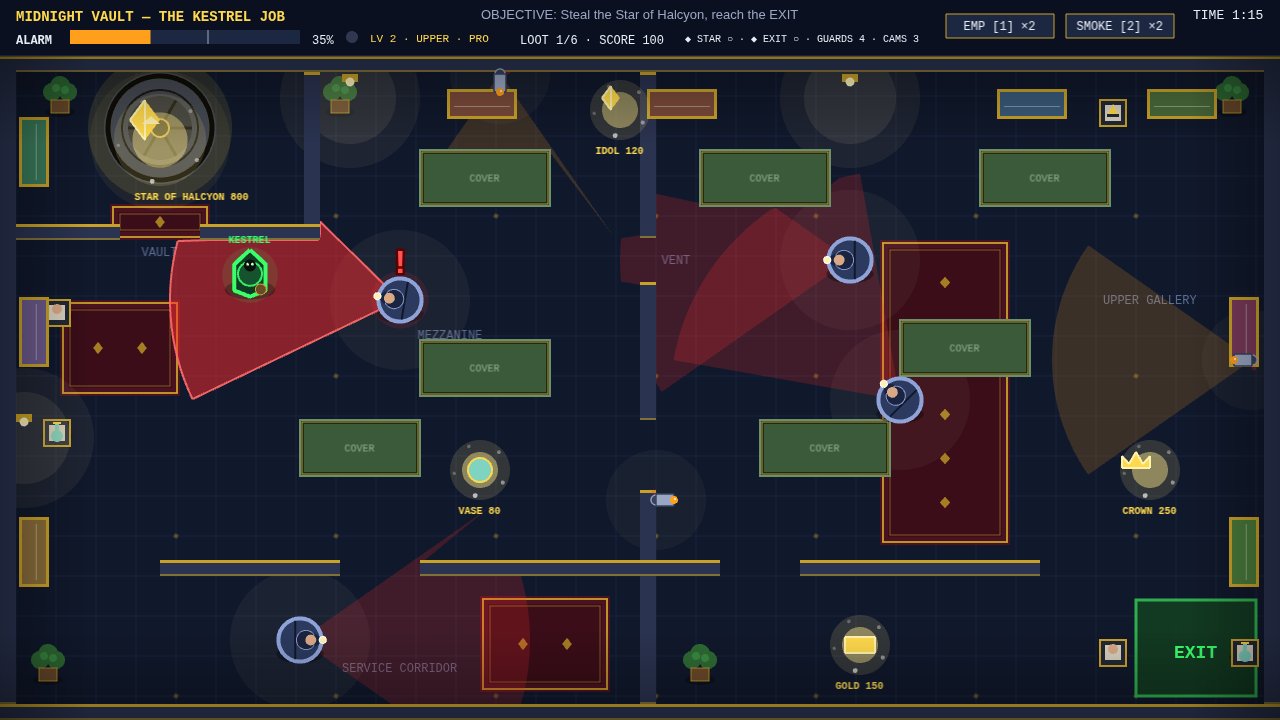 MIDNIGHT VAULT — THE KESTREL JOB
OBJECTIVE: Steal the Star of Halcyon, reach the EXIT
EMP [1] ×2
SMOKE [2] ×2
TIME 1:15
ALARM
35%
LV 2 · UPPER · PRO
LOOT 1/6 · SCORE 100
◆ STAR ○ · ◆ EXIT ○ · GUARDS 4 · CAMS 3
IDOL 120
COVER
COVER
COVER
STAR OF HALCYON 800
KESTREL
VAULT
!
VENT
UPPER GALLERY
MEZZANINE
COVER
COVER
COVER
COVER
VASE 80
CROWN 250
EXIT
SERVICE CORRIDOR
GOLD 150